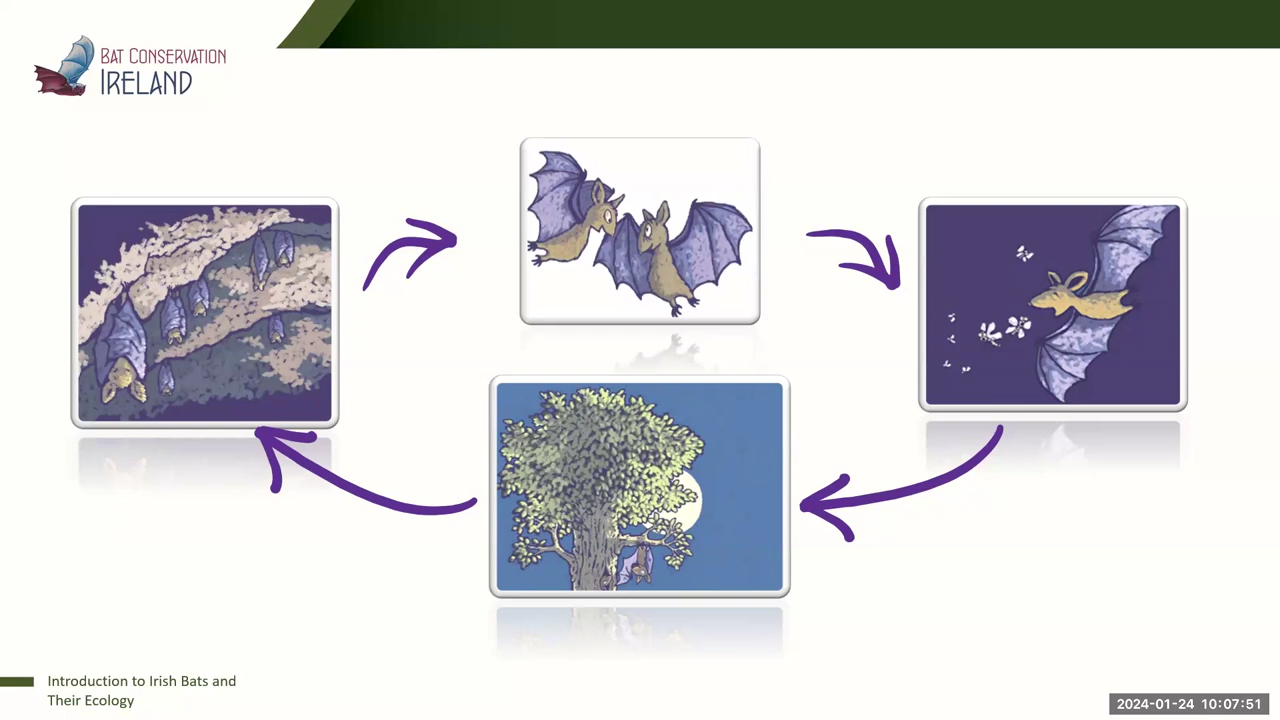 BAT CONSERVATION
IRELAND
Introduction to Irish Bats and
Their Ecology
2024-01-24 10:07:51